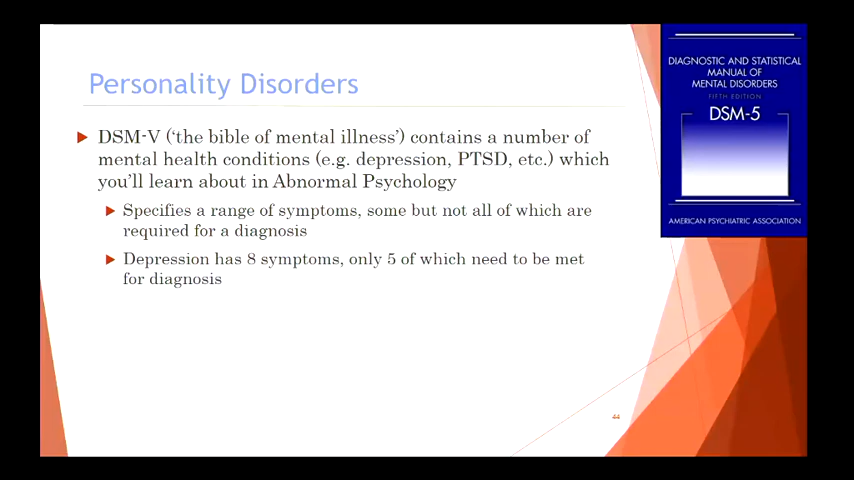 Personality Disorders
DSM-V (‘the bible of mental illness’) contains a number of
mental health conditions (e.g. depression, PTSD, etc.) which
you’ll learn about in Abnormal Psychology
Specifies a range of symptoms, some but not all of which are
required for a diagnosis
Depression has 8 symptoms, only 5 of which need to be met
for diagnosis
DIAGNOSTIC AND STATISTICAL
MANUAL OF
MENTAL DISORDERS
FIFTH EDITION
DSM-5
AMERICAN PSYCHIATRIC ASSOCIATION
44